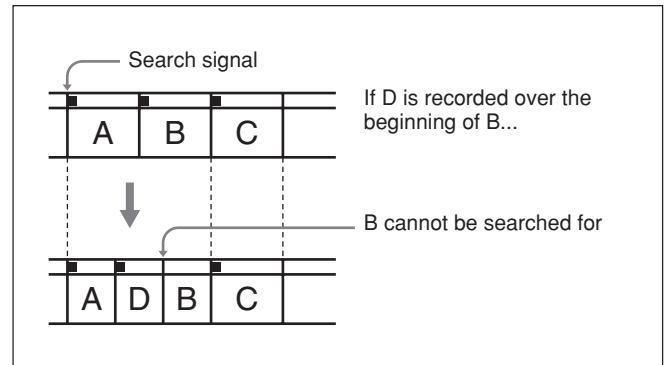 Search signal
If D is recorded over the
beginning of B...
A B C
B cannot be searched for
A D B C